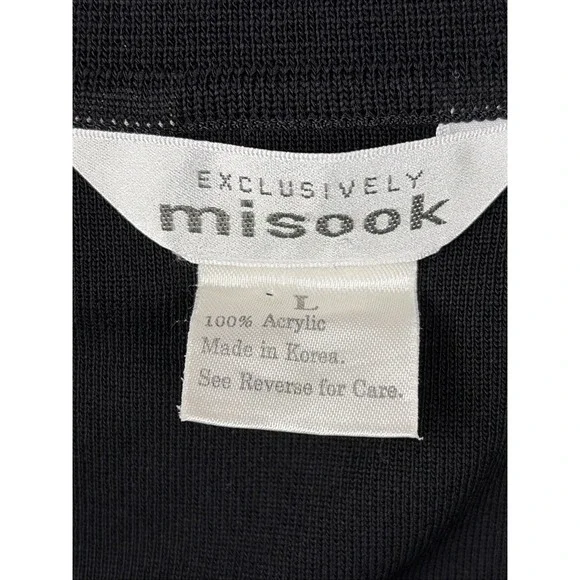 EXCLUSIVELY
misook
L
100% Acrylic
Made in Korea.
See Reverse for Care.